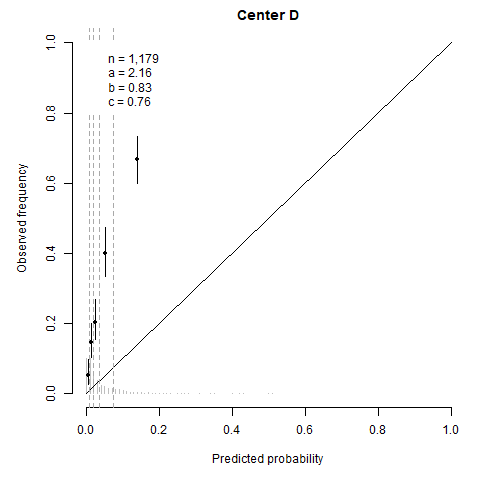 Center D
n = 1,179
a = 2.16
b = 0.83
c = 0.76
Observed frequency
1.0
0.8
0.6
0.4
0.2
0.0
0.0 0.2 0.4 0.6 0.8 1.0
Predicted probability